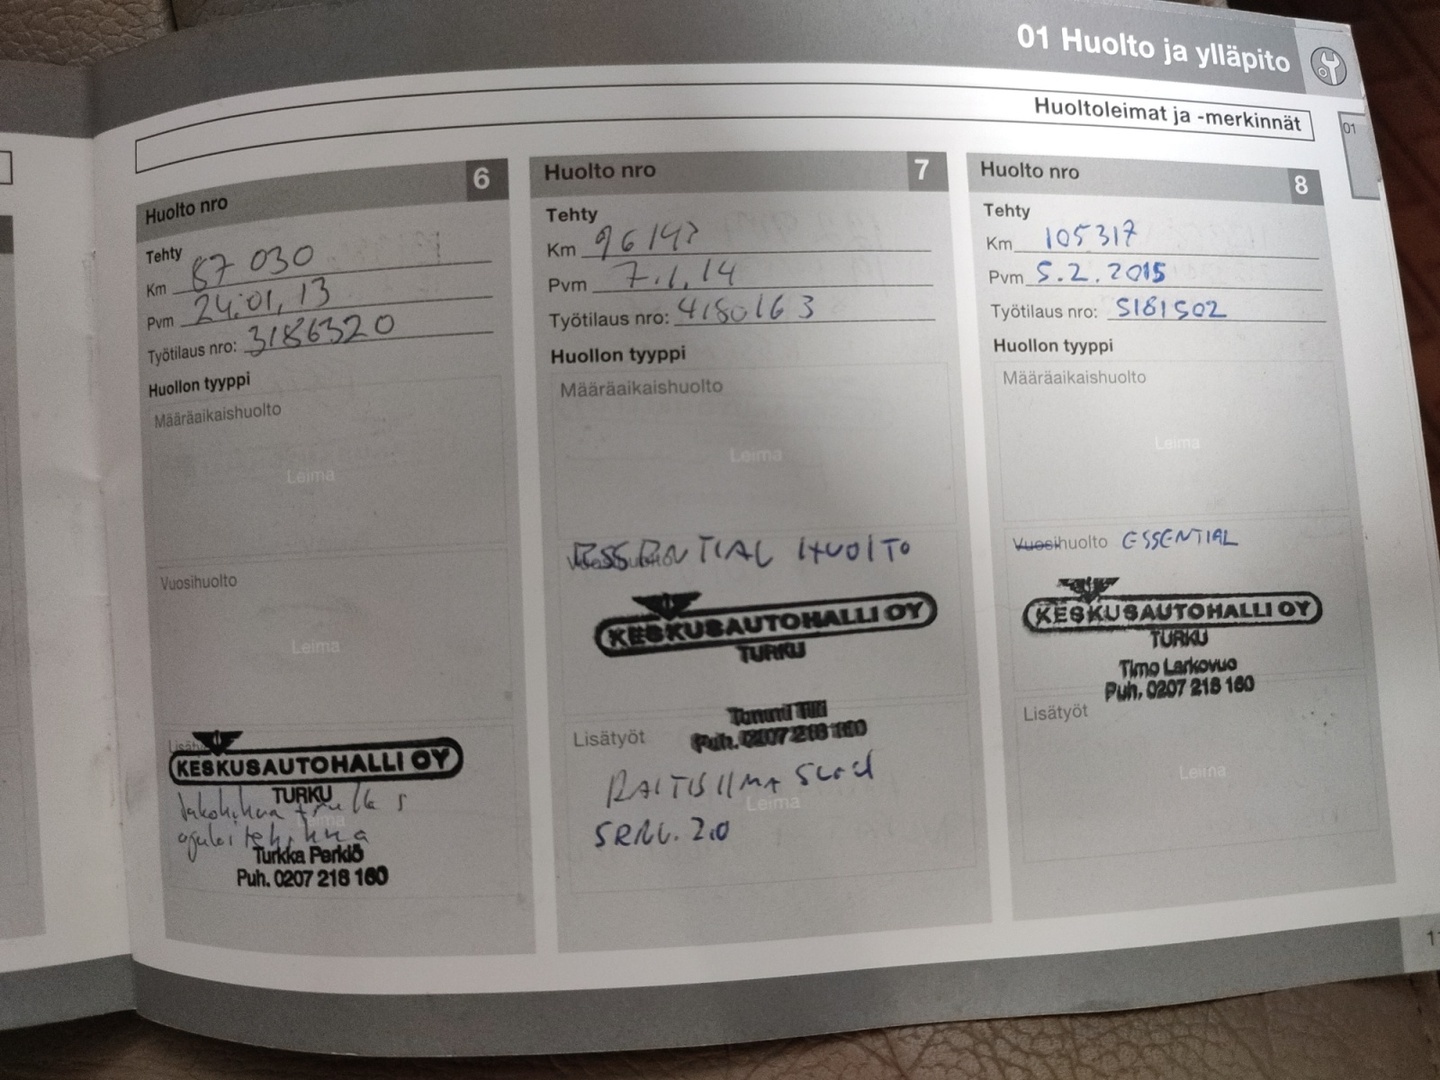 01 Huolto ja ylläpito
Huoltoleimat ja -merkinnät
01
Huolto nro 6
Tehty
Km 87 030
Pvm 24.01.13
Työtilaus nro: 3186320
Huollon tyyppi
Määräaikaishuolto
Leima
Vuosihuolto
Leima
KESKUSAUTOHALLI OY
TURKU
Jakohihna
Turkka Perkiö
Puh. 0207 218 160
Huolto nro 7
Tehty
Km 96147
Pvm 7.1.14
Työtilaus nro: 4180163
Huollon tyyppi
Määräaikaishuolto
Leima
ESSENTIAL HUOLTO
KESKUSAUTOHALLI OY
TURKU
Lisätyöt
Puh. 0207 218 160
RAITISILMA
Leima
2.0
Huolto nro 8
Tehty
Km 105317
Pvm 5.2.2015
Työtilaus nro: 5181502
Huollon tyyppi
Määräaikaishuolto
Leima
Vuosihuolto ESSENTIAL
KESKUSAUTOHALLI OY
TURKU
Timo Larkovuo
Puh. 0207 218 160
Lisätyöt
Leima